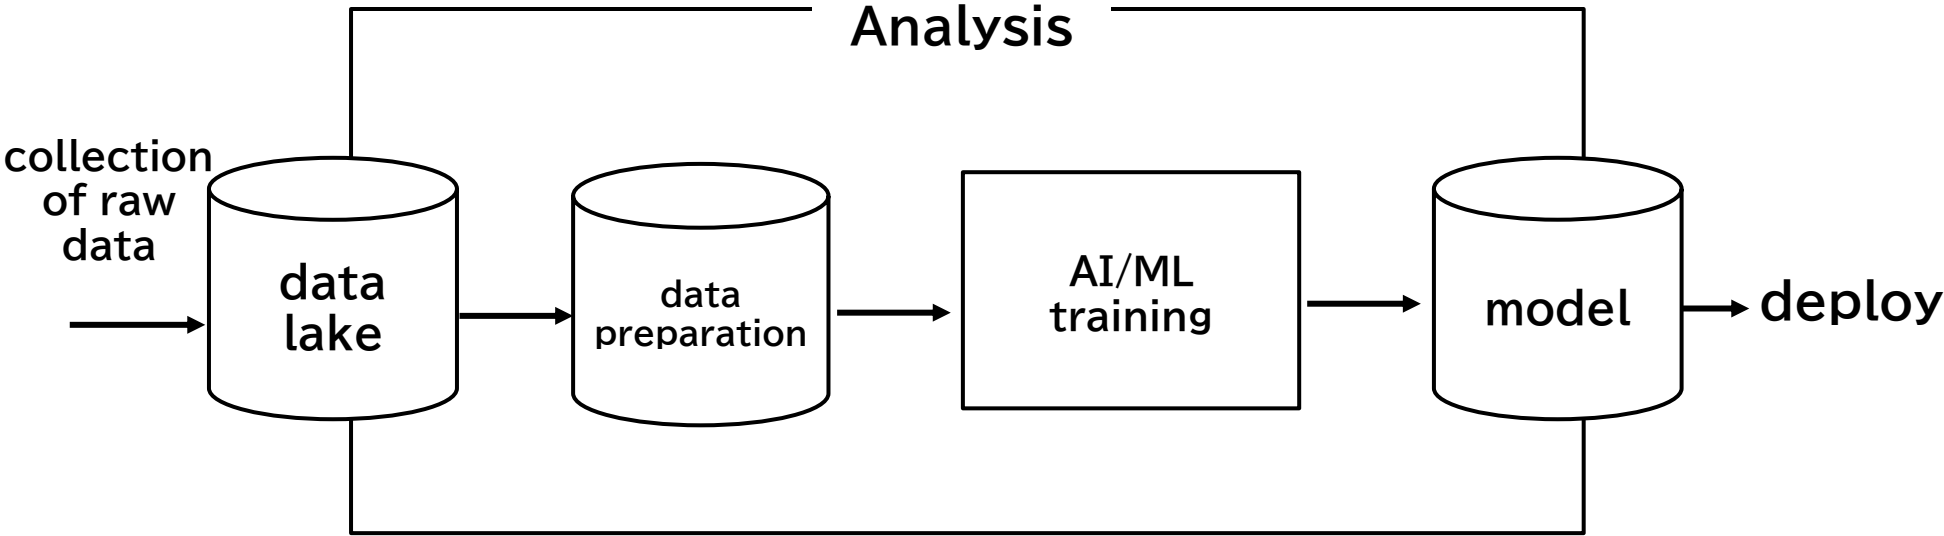 Analysis
collection
of raw
data
data
lake
data
preparation
AI/ML
training
model
deploy